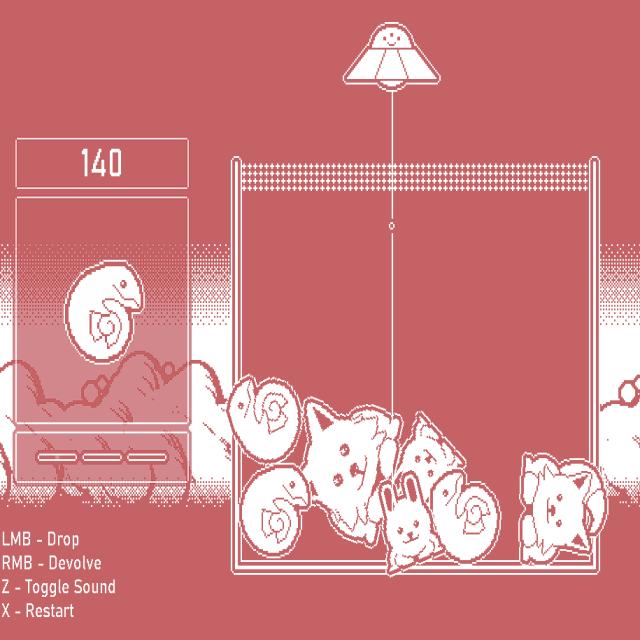 140
LMB - Drop
RMB - Devolve
Z - Toggle Sound
X - Restart